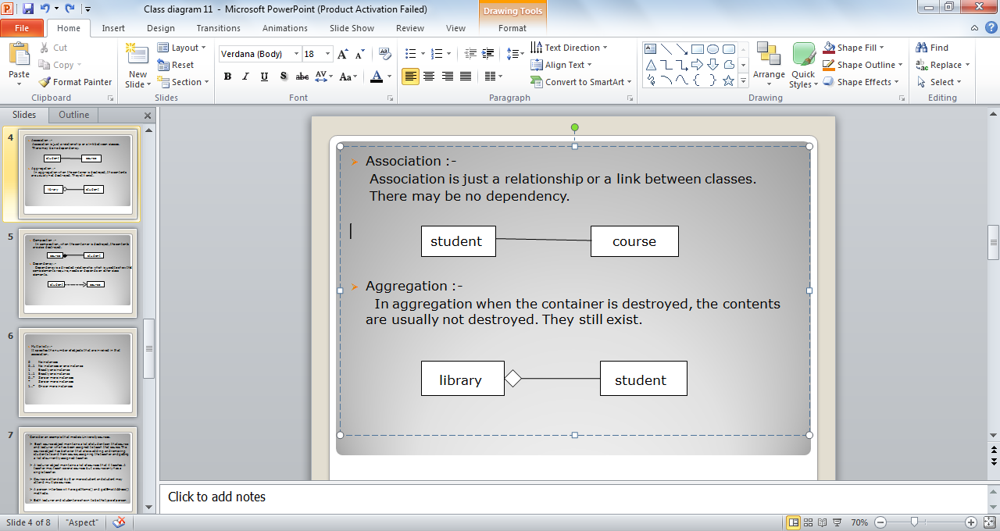 Class diagram 11 - Microsoft PowerPoint (Product Activation Failed)
Drawing Tools
File Home Insert Design Transitions Animations Slide Show Review View Format
Paste
Cut
Copy
Format Painter
Clipboard
New
Slide
Layout
Reset
Section
Slides
Verdana (Body) 18
B I U S abc AV Aa A
Font
Text Direction
Align Text
Convert to SmartArt
Paragraph
Arrange
Quick
Styles
Shape Fill
Shape Outline
Shape Effects
Drawing
Find
Replace
Select
Editing
Slides Outline
4
5
6
7
Association :-
Association is just a relationship or a link between classes.
There may be no dependency.
student course
Aggregation :-
In aggregation when the container is destroyed, the contents
are usually not destroyed. They still exist.
library student
Click to add notes
Slide 4 of 8 "Aspect" 70%